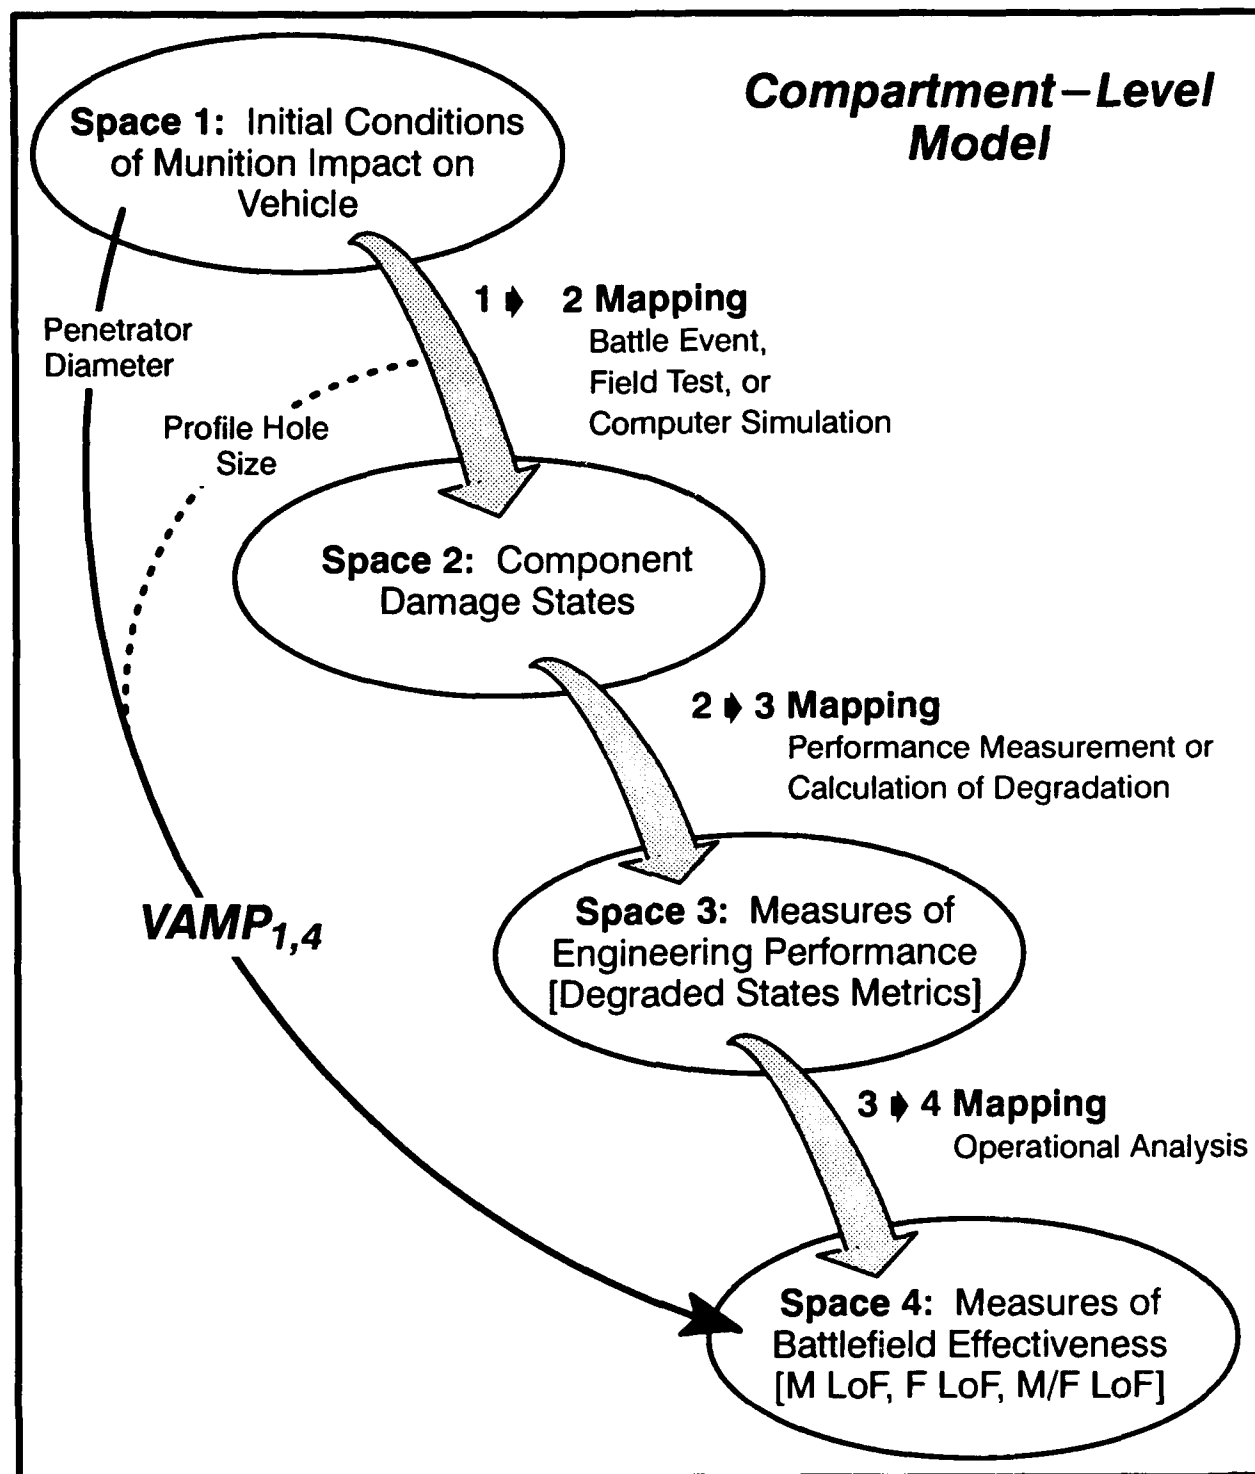 Compartment–Level
Model
Space 1: Initial Conditions
of Munition Impact on
Vehicle
1 ➧ 2 Mapping
Battle Event,
Field Test, or
Computer Simulation
Penetrator
Diameter
Profile Hole
Size
Space 2: Component
Damage States
2 ➧ 3 Mapping
Performance Measurement or
Calculation of Degradation
VAMP1,4
Space 3: Measures of
Engineering Performance
[Degraded States Metrics]
3 ➧ 4 Mapping
Operational Analysis
Space 4: Measures of
Battlefield Effectiveness
[M LoF, F LoF, M/F LoF]